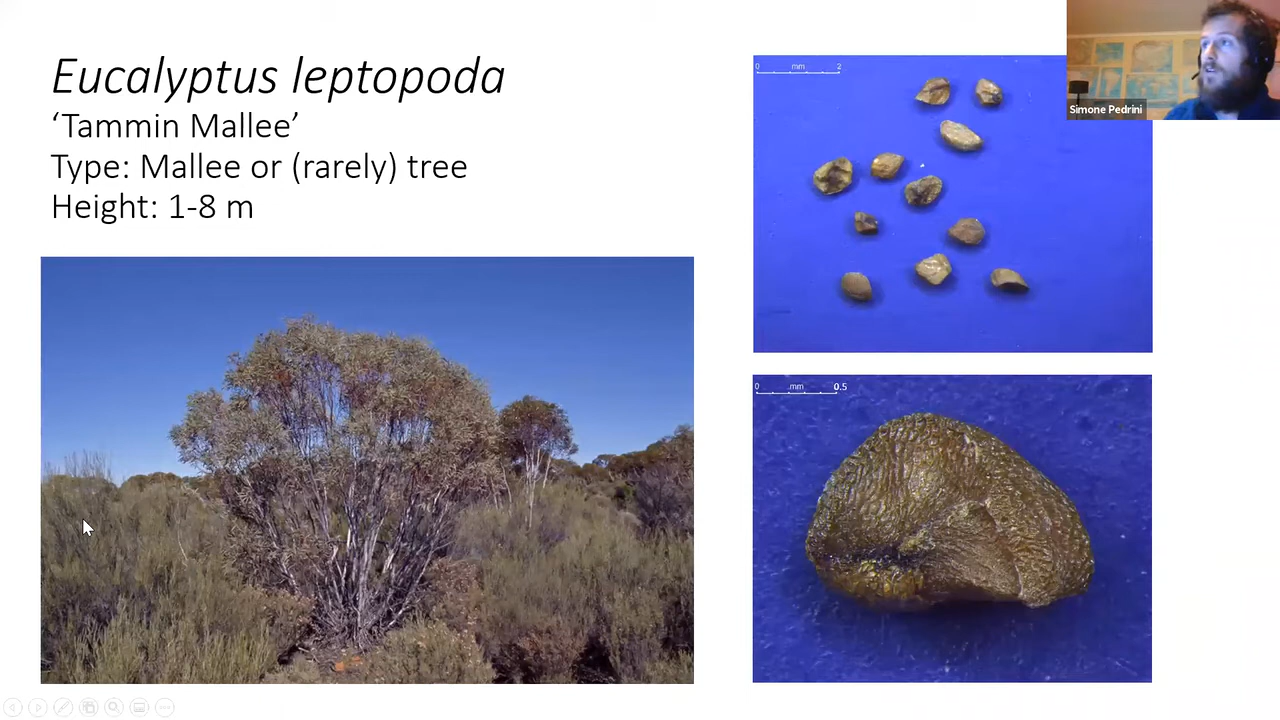 Eucalyptus leptopoda
‘Tammin Mallee’
Type: Mallee or (rarely) tree
Height: 1-8 m
0 mm 2
0 mm 0.5
Simone Pedrini